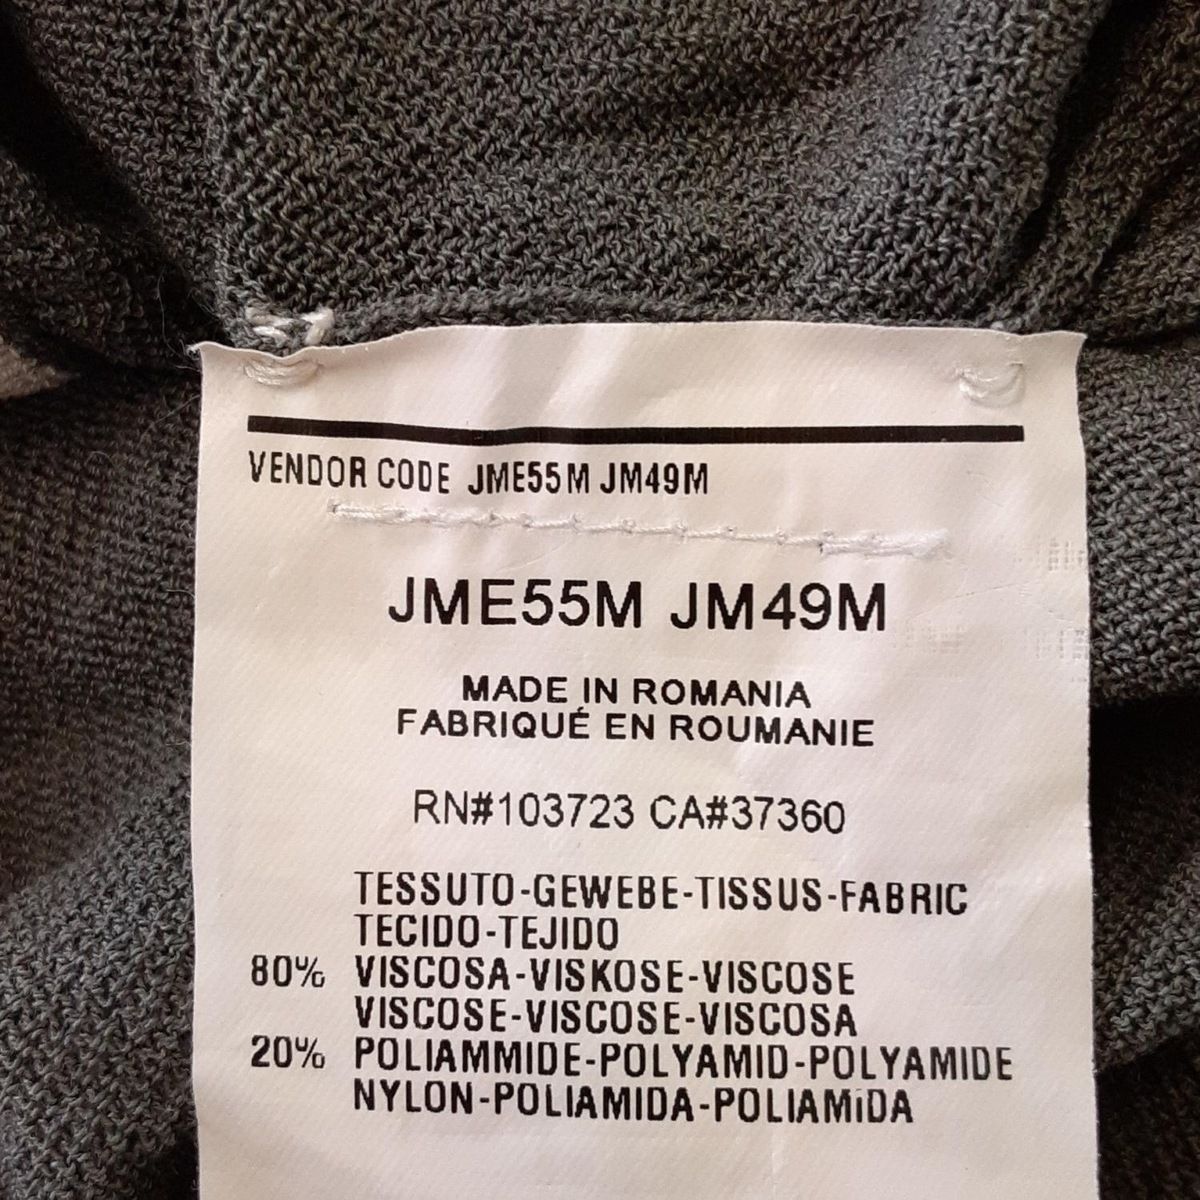 VENDOR CODE JME55M JM49M
JME55M JM49M
MADE IN ROMANIA
FABRIQUÉ EN ROUMANIE
RN#103723 CA#37360
TESSUTO-GEWEBE-TISSUS-FABRIC
TECIDO-TEJIDO
80% VISCOSA-VISKOSE-VISCOSE
VISCOSE-VISCOSE-VISCOSA
20% POLIAMMIDE-POLYAMID-POLYAMIDE
NYLON-POLIAMIDA-POLIAMiDA